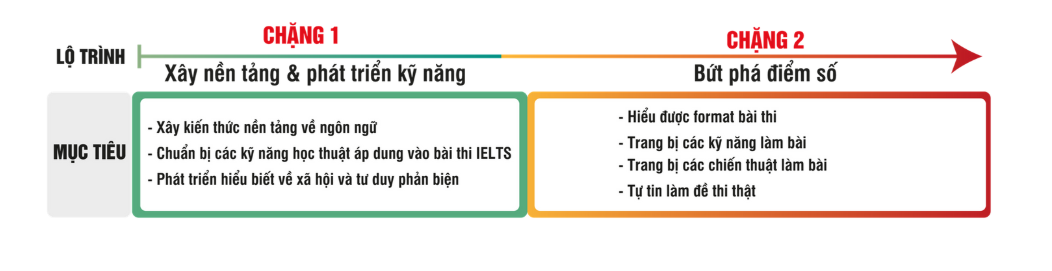 LỘ TRÌNH
CHẶNG 1
Xây nền tảng & phát triển kỹ năng
CHẶNG 2
Bứt phá điểm số
MỤC TIÊU
- Xây kiến thức nền tảng về ngôn ngữ
- Chuẩn bị các kỹ năng học thuật áp dung vào bài thi IELTS
- Phát triển hiểu biết về xã hội và tư duy phản biện
- Hiểu được format bài thi
- Trang bị các kỹ năng làm bài
- Trang bị các chiến thuật làm bài
- Tự tin làm đề thi thật